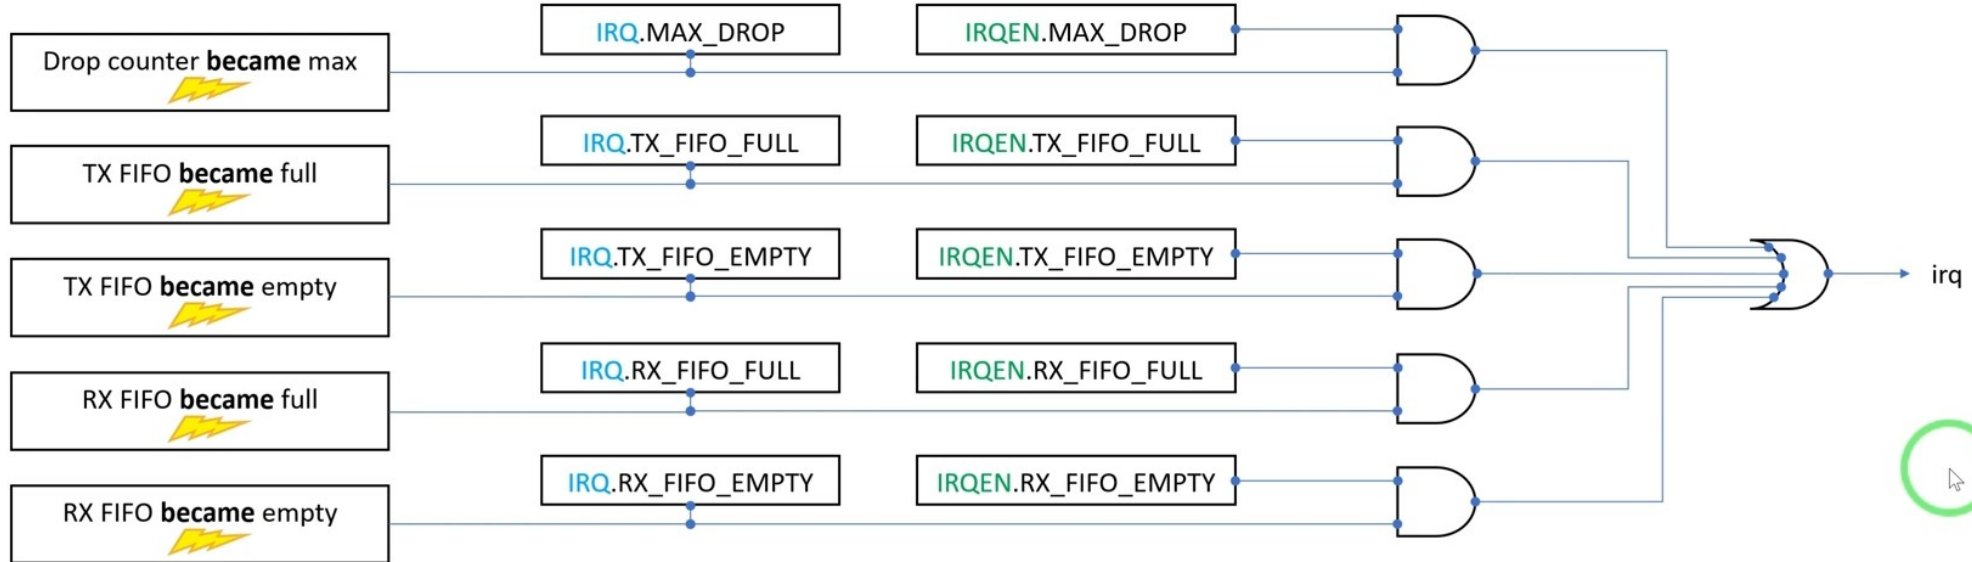 Drop counter became max
IRQ.MAX_DROP
IRQEN.MAX_DROP
TX FIFO became full
IRQ.TX_FIFO_FULL
IRQEN.TX_FIFO_FULL
TX FIFO became empty
IRQ.TX_FIFO_EMPTY
IRQEN.TX_FIFO_EMPTY
irq
RX FIFO became full
IRQ.RX_FIFO_FULL
IRQEN.RX_FIFO_FULL
RX FIFO became empty
IRQ.RX_FIFO_EMPTY
IRQEN.RX_FIFO_EMPTY